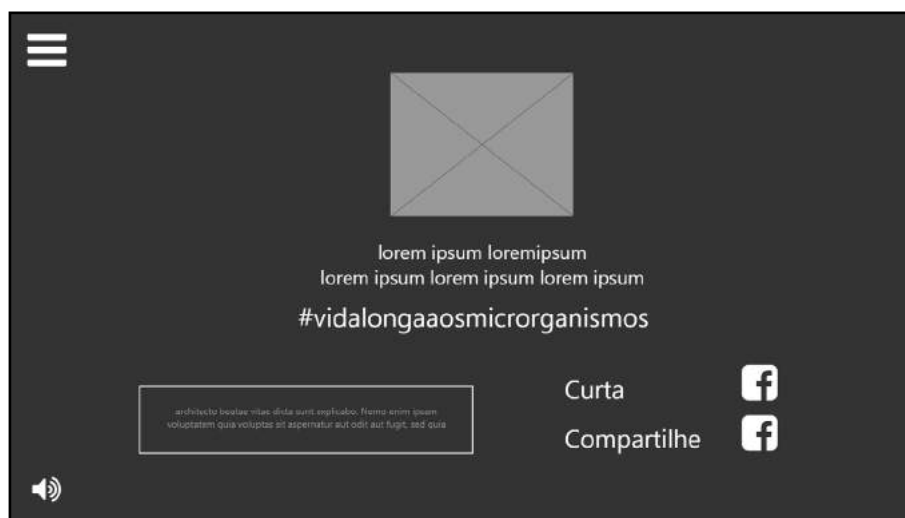 lorem ipsum loremipsum
lorem ipsum lorem ipsum lorem ipsum
#vidalongaaosmicrorganismos
architecto beatae vitae dicta sunt explicabo. Nemo enim ipsam
voluptatem quia voluptas sit aspernatur aut odit aut fugit, sed quia
Curta
Compartilhe